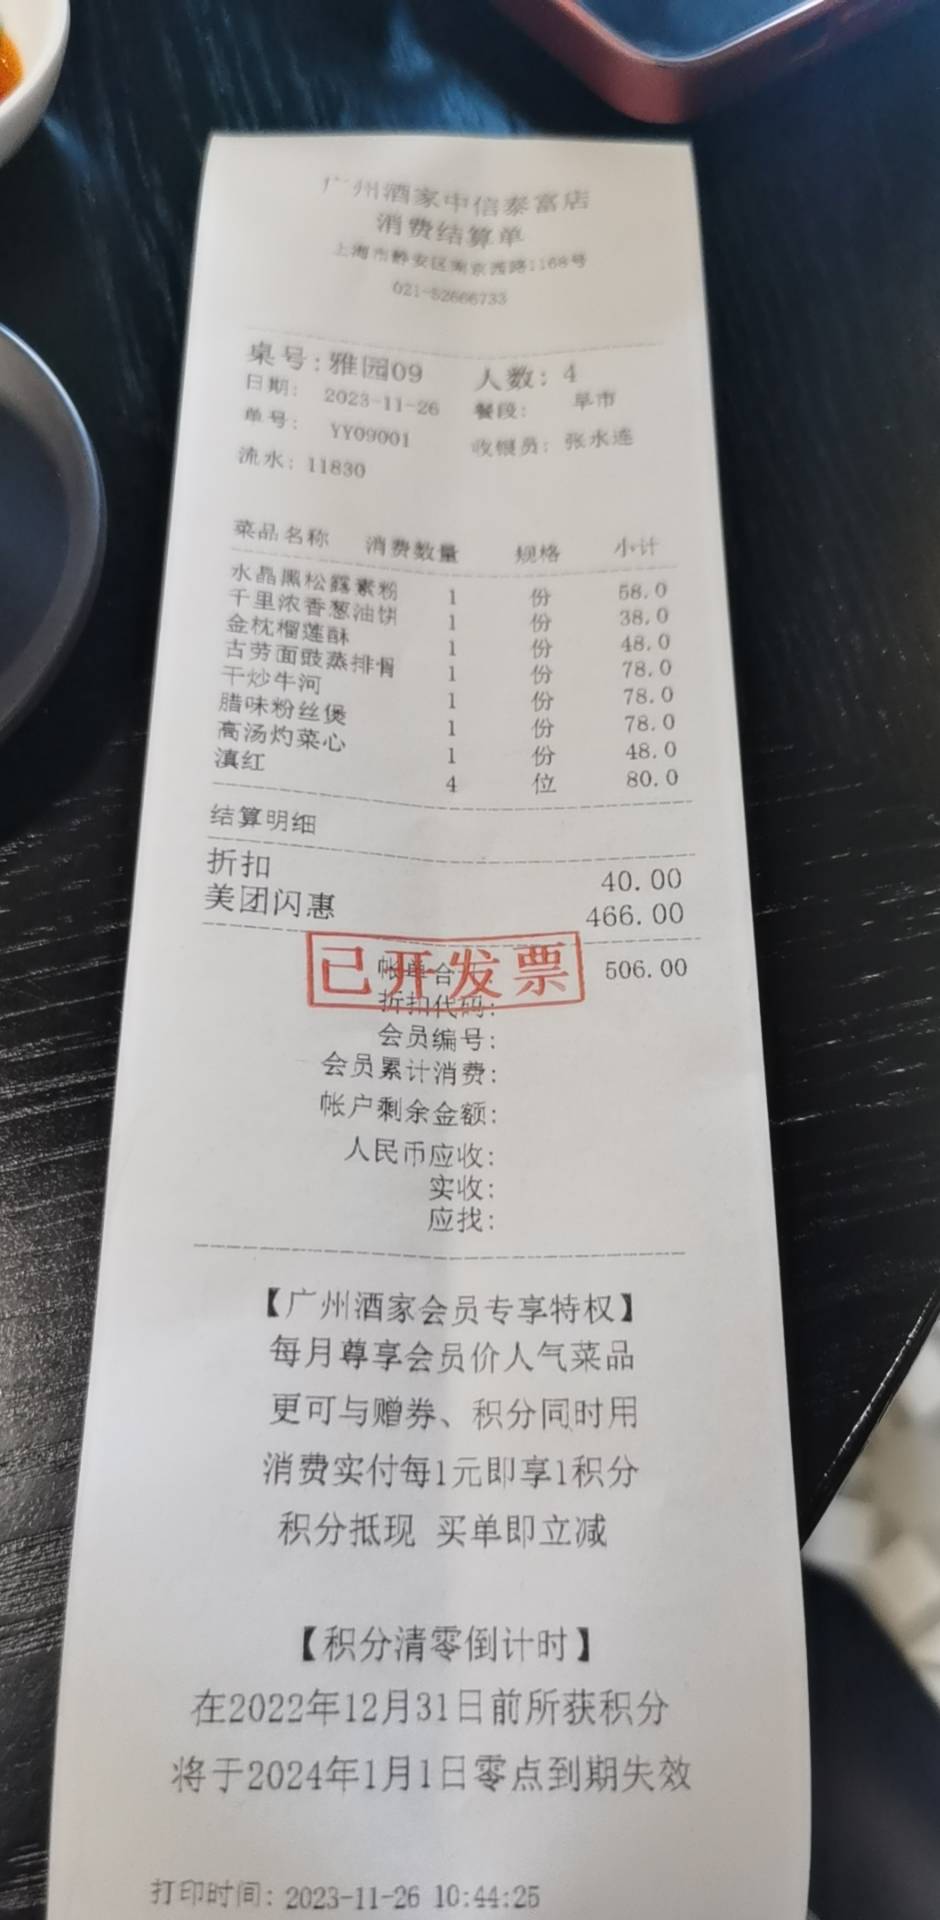 广州酒家中信泰富店
消费结算单
上海市静安区南京西路1168号
021-52666733
桌号:雅园09 人数: 4
日期: 2023-11-26 餐段: 早市
单号: YY09001 收银员: 张水莲
流水: 11830
菜品名称 消费数量 规格 小计
水晶黑松露素粉 1 份 58.0
千里浓香葱油饼 1 份 38.0
金枕榴莲酥 1 份 48.0
古劳面豉蒸排骨 1 份 78.0
干炒牛河 1 份 78.0
腊味粉丝煲 1 份 78.0
高汤灼菜心 1 份 48.0
滇红 4 位 80.0
结算明细
折扣 40.00
美团闪惠 466.00
帐单合 506.00
已开发票
折扣代码:
会员编号:
会员累计消费:
帐户剩余金额:
人民币应收:
实收:
应找:
【广州酒家会员专享特权】
每月尊享会员价人气菜品
更可与赠券、积分同时用
消费实付每1元即享1积分
积分抵现 买单即立减
【积分清零倒计时】
在2022年12月31日前所获积分
将于2024年1月1日零点到期失效
打印时间: 2023-11-26 10:44:25